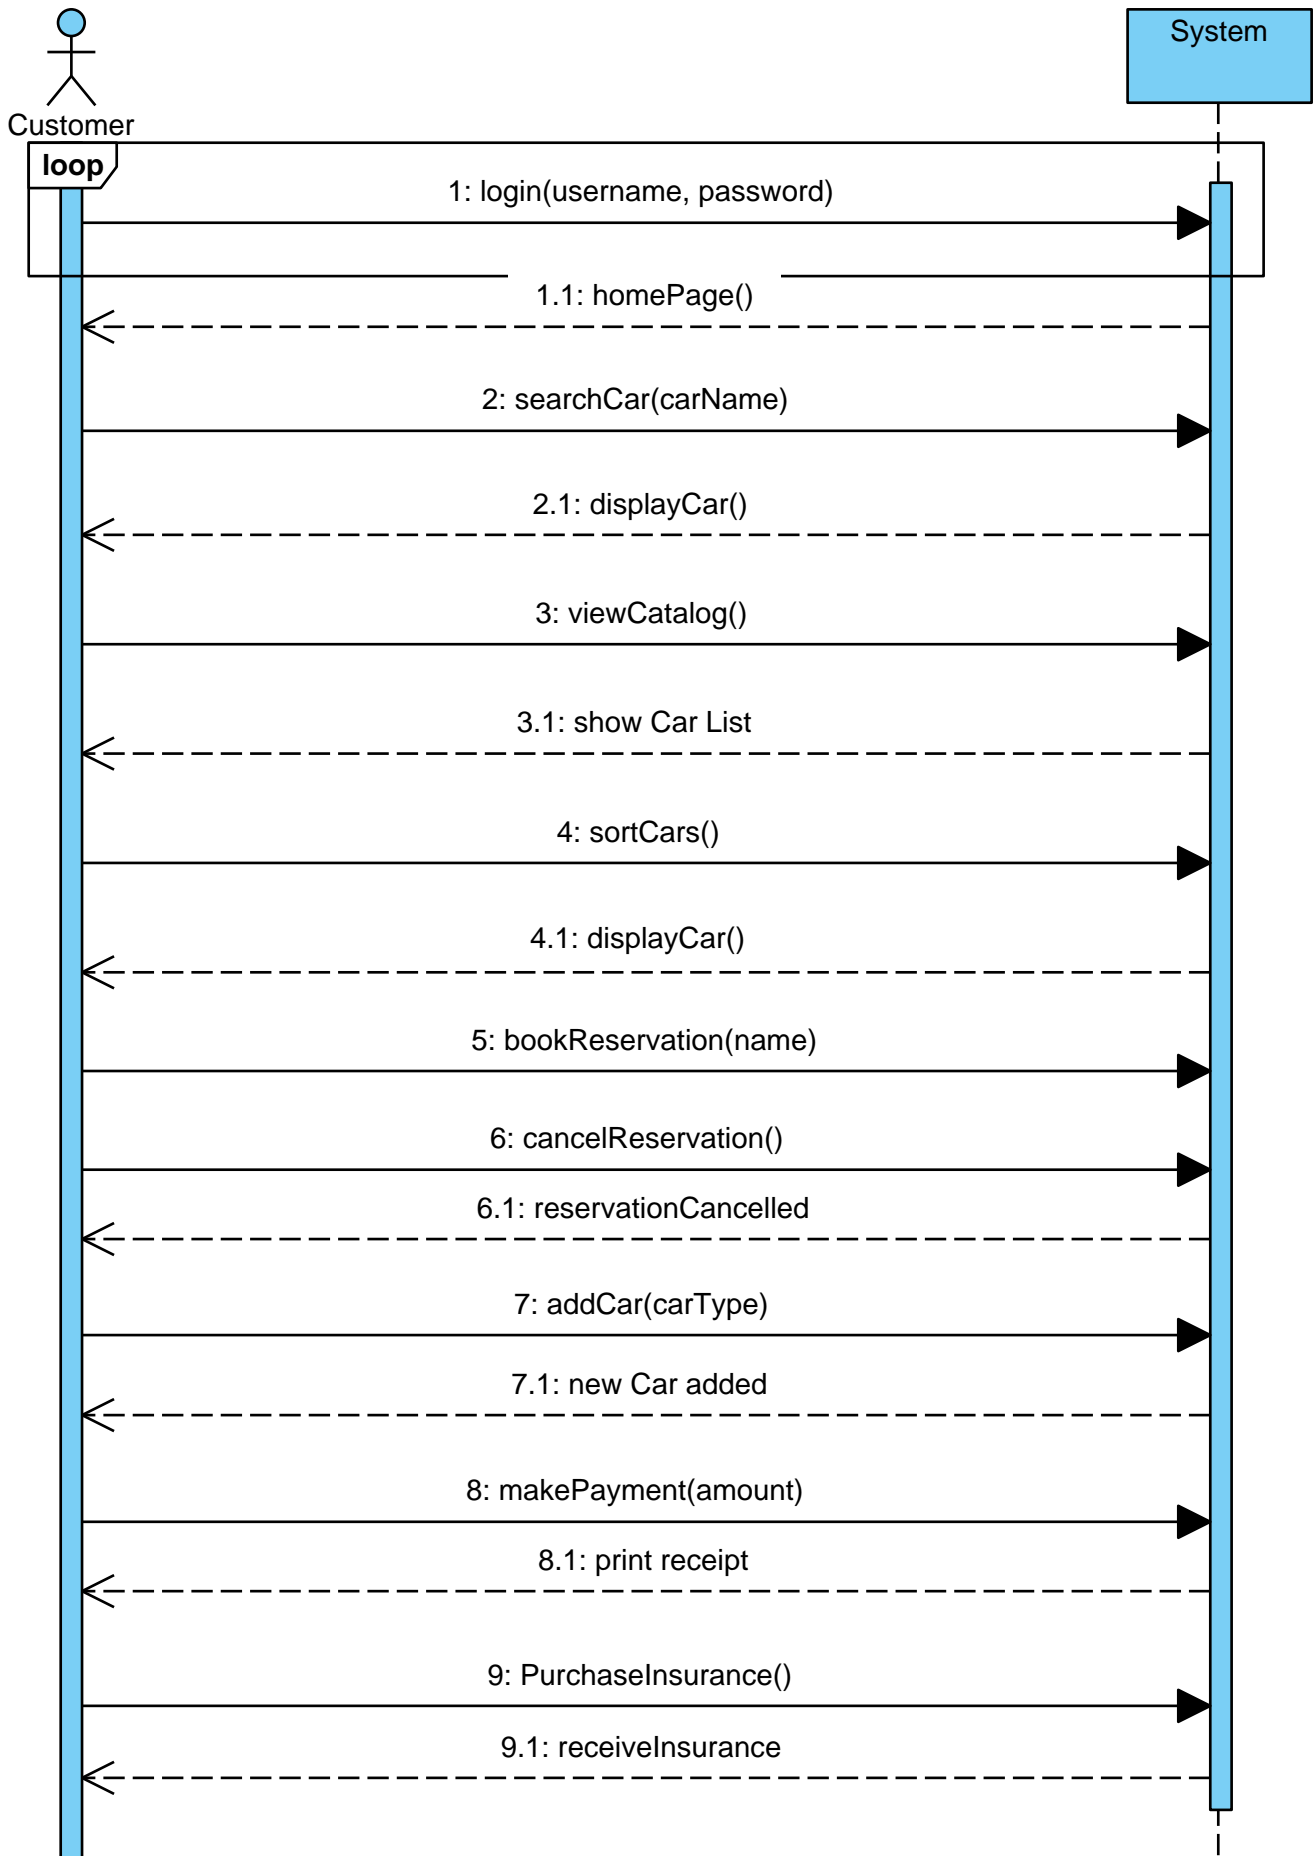 System
Customer
loop
1: login(username, password)
1.1: homePage()
2: searchCar(carName)
2.1: displayCar()
3: viewCatalog()
3.1: show Car List
4: sortCars()
4.1: displayCar()
5: bookReservation(name)
6: cancelReservation()
6.1: reservationCancelled
7: addCar(carType)
7.1: new Car added
8: makePayment(amount)
8.1: print receipt
9: PurchaseInsurance()
9.1: receiveInsurance